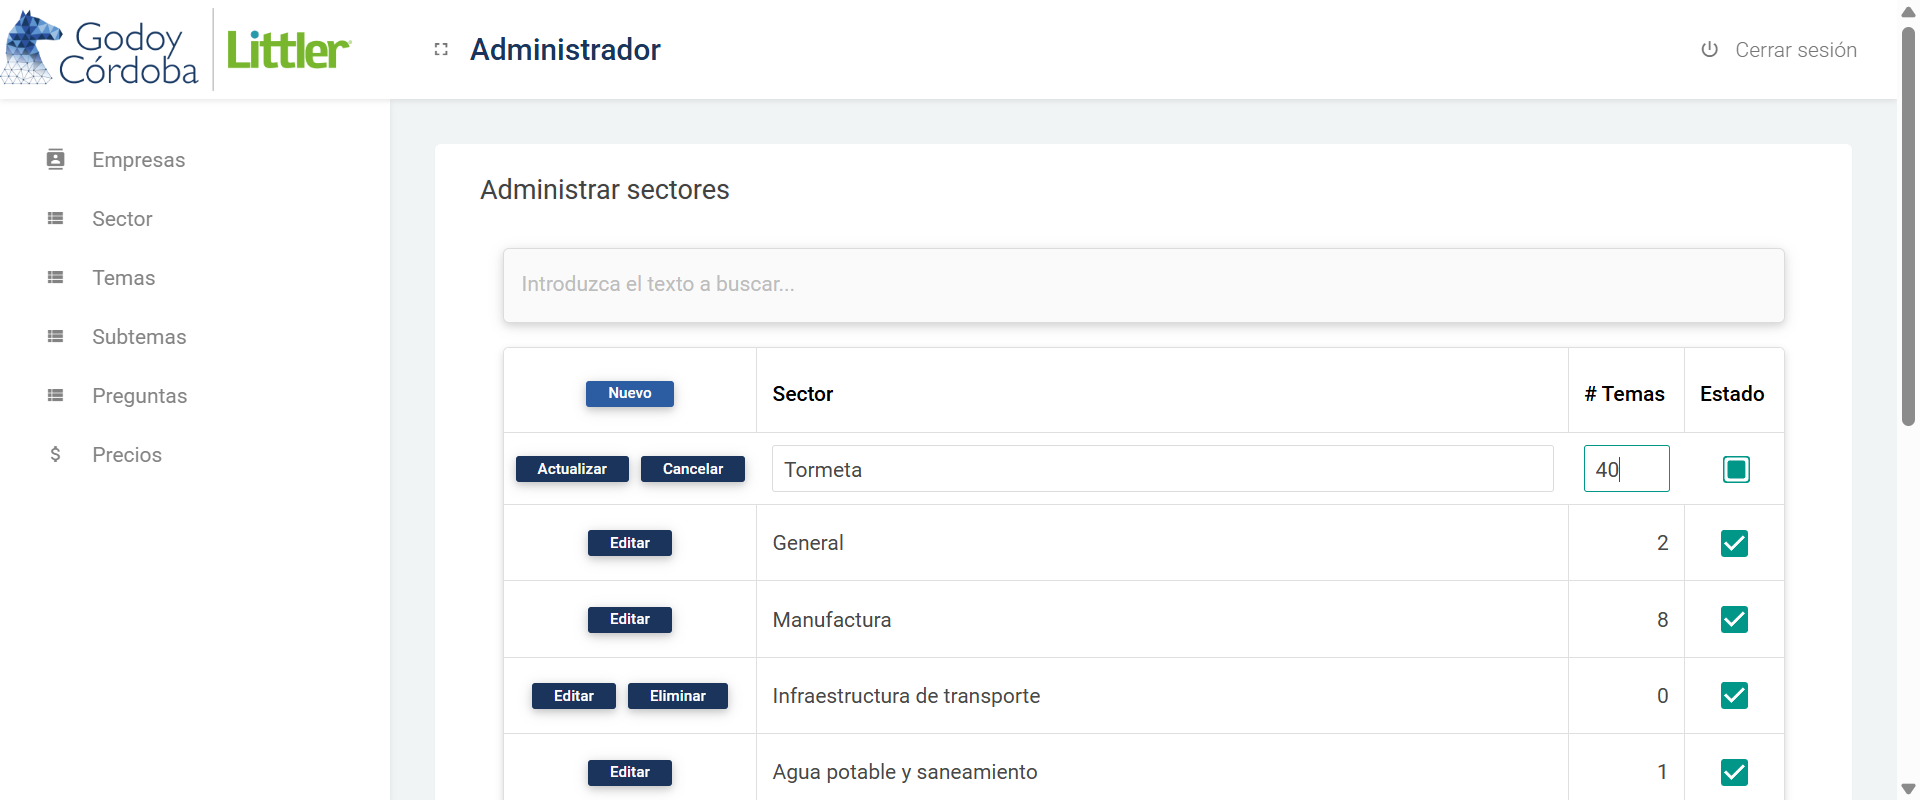 Godoy
Córdoba
Littler
Administrador
Cerrar sesión
Empresas
Sector
Temas
Subtemas
Preguntas
$ Precios
Administrar sectores
Introduzca el texto a buscar...
Nuevo Sector # Temas Estado
Actualizar Cancelar Tormeta 40
Editar General 2
Editar Manufactura 8
Editar Eliminar Infraestructura de transporte 0
Editar Agua potable y saneamiento 1